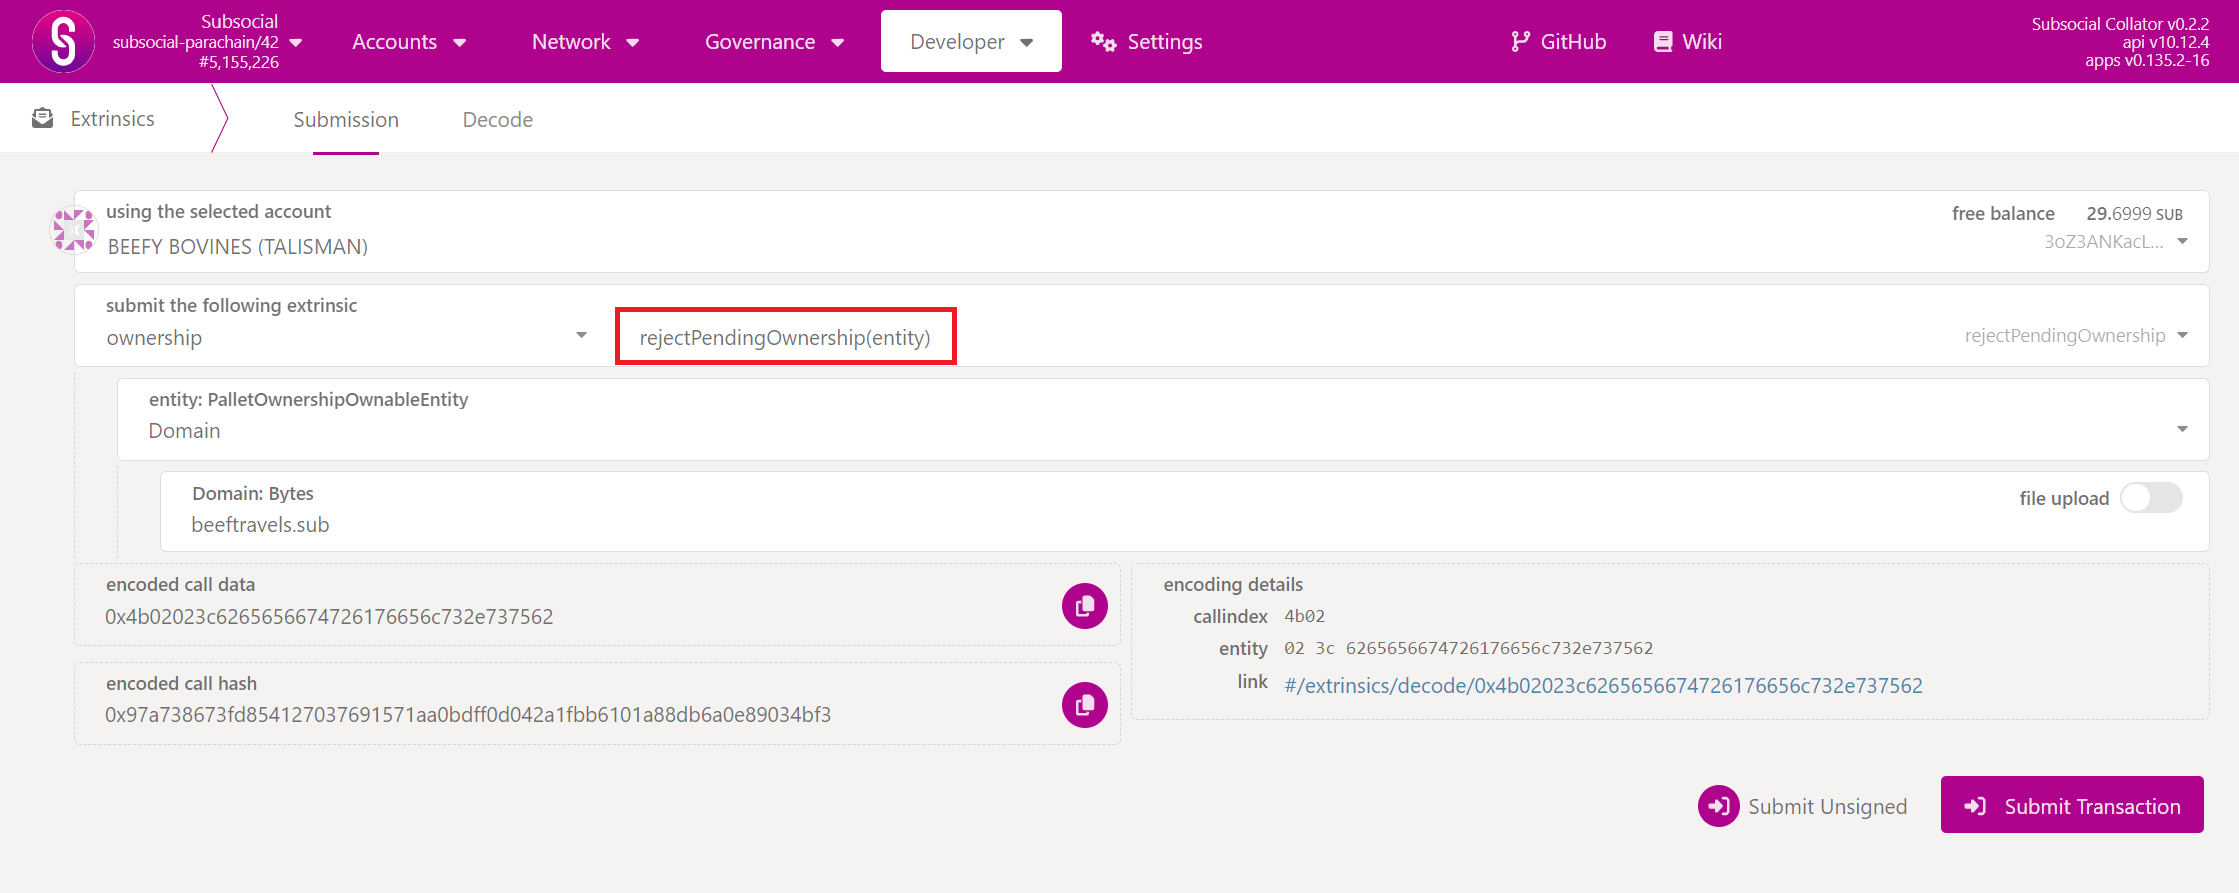 Subsocial
subsocial-parachain/42
#5,155,226
Accounts
Network
Governance
Developer
Settings
GitHub
Wiki
Subsocial Collator v0.2.2
api v10.12.4
apps v0.135.2-16
Extrinsics
Submission
Decode
using the selected account
BEEFY BOVINES (TALISMAN)
free balance 29.6999 SUB
3oZ3ANKacL...
submit the following extrinsic
ownership
rejectPendingOwnership(entity)
rejectPendingOwnership
entity: PalletOwnershipOwnableEntity
Domain
Domain: Bytes
beeftravels.sub
file upload
encoded call data
0x4b02023c6265656674726176656c732e737562
encoded call hash
0x97a738673fd854127037691571aa0bdff0d042a1fbb6101a88db6a0e89034bf3
encoding details
callindex 4b02
entity 02 3c 6265656674726176656c732e737562
link #/extrinsics/decode/0x4b02023c6265656674726176656c732e737562
Submit Unsigned
Submit Transaction